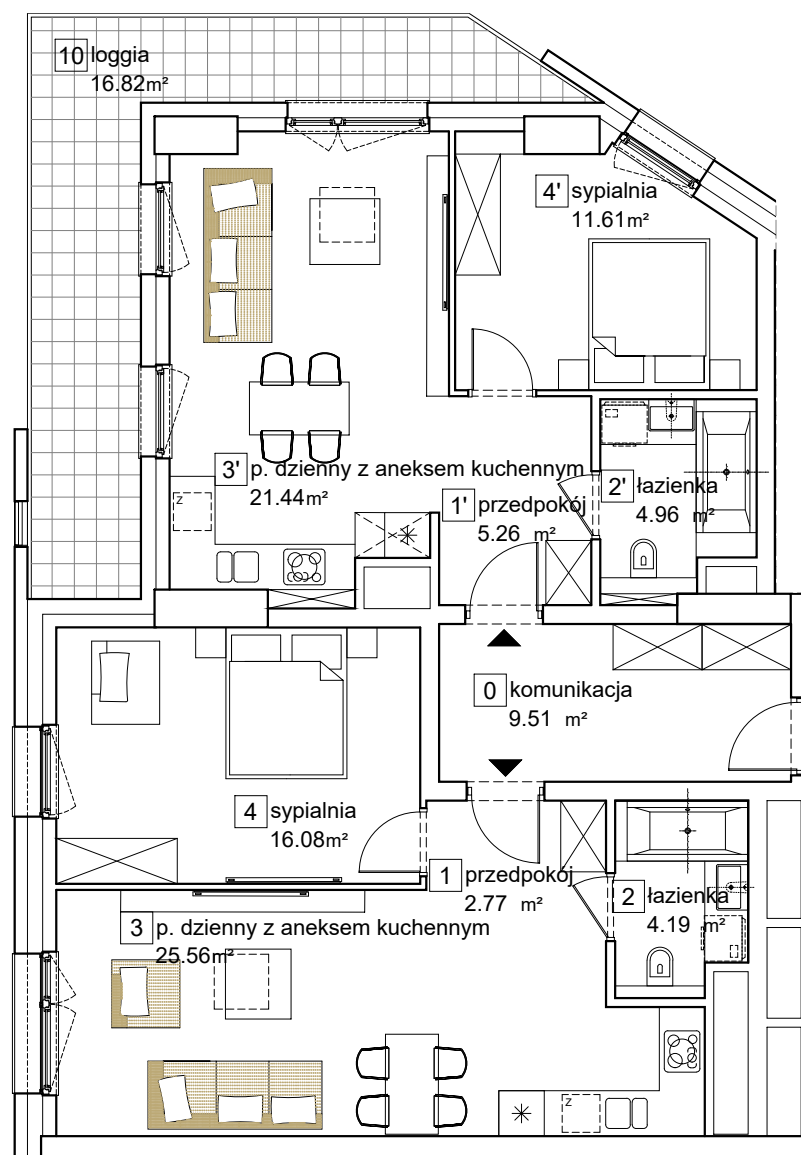 10 loggia
16.82m²
4' sypialnia
11.61m²
3' p. dzienny z aneksem kuchennym
21.44m²
1' przedpokój
5.26 m²
2' łazienka
4.96 m²
z
0 komunikacja
9.51 m²
4 sypialnia
16.08m²
1 przedpokój
2.77 m²
2 łazienka
4.19 m²
3 p. dzienny z aneksem kuchennym
25.56m²
z